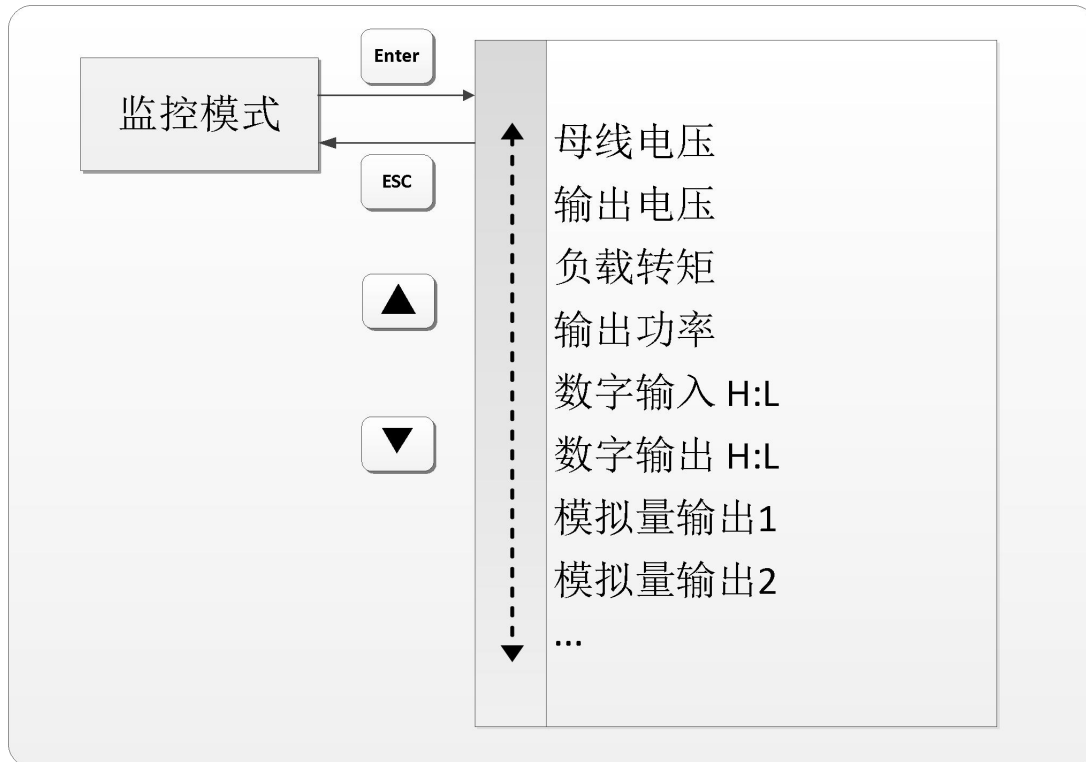 监控模式
Enter
ESC
▲
▼
母线电压
输出电压
负载转矩
输出功率
数字输入 H:L
数字输出 H:L
模拟量输出1
模拟量输出2
...